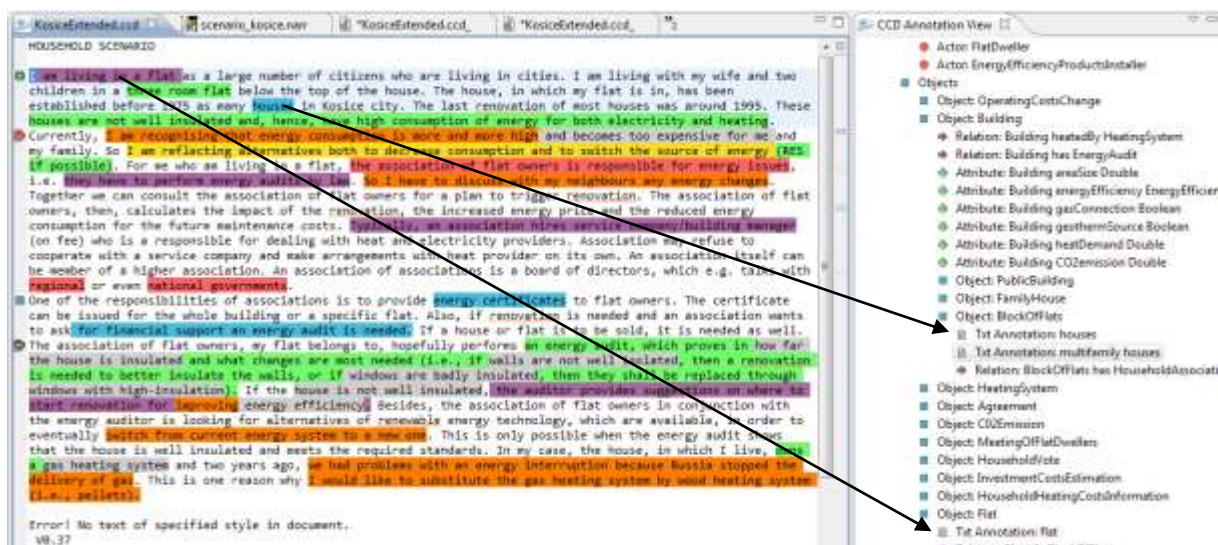 KosiceExtended.ccd
scenario_kosice.narr
*KosiceExtended.ccd_
*KosiceExtended.ccd_
"2
HOUSEHOLD SCENARIO
I am living in a flat as a large number of citizens who are living in cities. I am living with my wife and two
children in a three room flat below the top of the house. The house, in which my flat is in, has been
established before 1925 as many houses in Kosice city. The last renovation of most houses was around 1995. These
houses are not well insulated and, hence, have high consumption of energy for both electricity and heating.
Currently, I am recognising that energy consumption is more and more high and becomes too expensive for me and
my family. So I am reflecting alternatives both to decrease consumption and to switch the source of energy (RES
if possible). For me who am living in a flat, the association of flat owners is responsible for energy issues,
i.e. they have to perform energy audits by law. So I have to discuss with my neighbours any energy changes.
Together we can consult the association of flat owners for a plan to trigger renovation. The association of flat
owners, then, calculates the impact of the renovation, the increased energy price and the reduced energy
consumption for the future maintenance costs. Typically, an association hires service company/building manager
(on fee) who is a responsible for dealing with heat and electricity providers. Association may refuse to
cooperate with a service company and make arrangements with heat provider on its own. An association itself can
be member of a higher association. An association of associations is a board of directors, which e.g. talks with
regional or even national governments.
One of the responsibilities of associations is to provide energy certificates to flat owners. The certificate
can be issued for the whole building or a specific flat. Also, if renovation is needed and an association wants
to ask for financial support an energy audit is needed. If a house or flat is to be sold, it is needed as well.
The association of flat owners, my flat belongs to, hopefully performs an energy audit, which proves in how far
the house is insulated and what changes are most needed (i.e., if walls are not well isolated, then a renovation
is needed to better insulate the walls, or if windows are badly insulated, then they shall be replaced through
windows with high-insulation). If the house is not well insulated, the auditor provides suggestions on where to
start renovation for improving energy efficiency. Besides, the association of flat owners in conjunction with
the energy auditor is looking for alternatives of renewable energy technology, which are available, in order to
eventually switch from current energy system to a new one. This is only possible when the energy audit shows
that the house is well insulated and meets the required standards. In my case, the house, in which I live, has
a gas heating system and two years ago, we had problems with an energy interruption because Russia stopped the
delivery of gas. This is one reason why I would like to substitute the gas heating system by wood heating system
(i.e., pellets).
Error! No text of specified style in document.
V0.37
CCD Annotation View
Actor: FlatDweller
Actor: EnergyEfficiencyProductsInstaller
Objects
Object: OperatingCostsChange
Object: Building
Relation: Building heatedBy HeatingSystem
Relation: Building has EnergyAudit
Attribute: Building areaSize Double
Attribute: Building energyEfficiency EnergyEfficien
Attribute: Building gasConnection Boolean
Attribute: Building geothermSource Boolean
Attribute: Building heatDemand Double
Attribute: Building CO2emission Double
Object: PublicBuilding
Object: FamilyHouse
Object: BlockOfFlats
Txt Annotation: houses
Txt Annotation: multifamily houses
Relation: BlockOfFlats has HouseholdAssociati
Object: HeatingSystem
Object: Agreement
Object: CO2Emission
Object: MeetingOfFlatDwellers
Object: HouseholdVote
Object: InvestmentCostsEstimation
Object: HouseholdHeatingCostsInformation
Object: Flat
Txt Annotation: flat